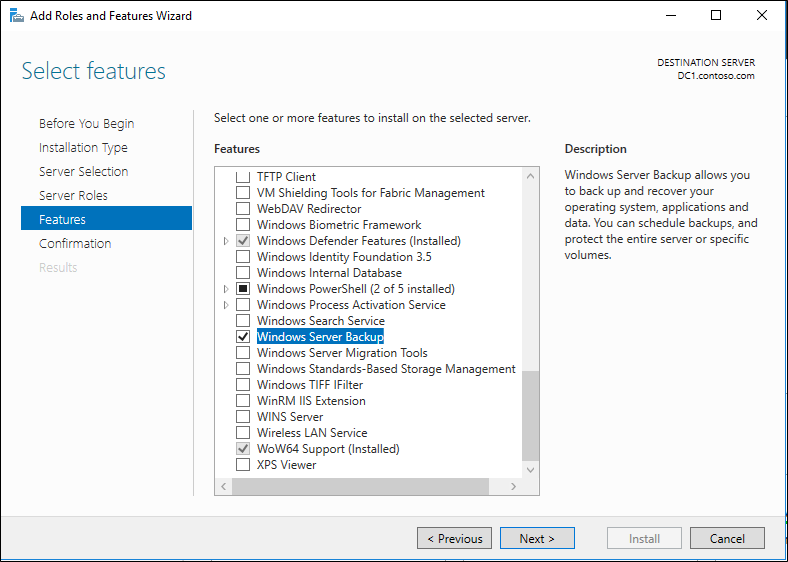 Add Roles and Features Wizard
Select features
DESTINATION SERVER
DC1.contoso.com
Before You Begin
Installation Type
Server Selection
Server Roles
Features
Confirmation
Results
Select one or more features to install on the selected server.
Features
TFTP Client
VM Shielding Tools for Fabric Management
WebDAV Redirector
Windows Biometric Framework
Windows Defender Features (Installed)
Windows Identity Foundation 3.5
Windows Internal Database
Windows PowerShell (2 of 5 installed)
Windows Process Activation Service
Windows Search Service
Windows Server Backup
Windows Server Migration Tools
Windows Standards-Based Storage Management
Windows TIFF IFilter
WinRM IIS Extension
WINS Server
Wireless LAN Service
WoW64 Support (Installed)
XPS Viewer
Description
Windows Server Backup allows you
to back up and recover your
operating system, applications and
data. You can schedule backups, and
protect the entire server or specific
volumes.
< Previous
Next >
Install
Cancel